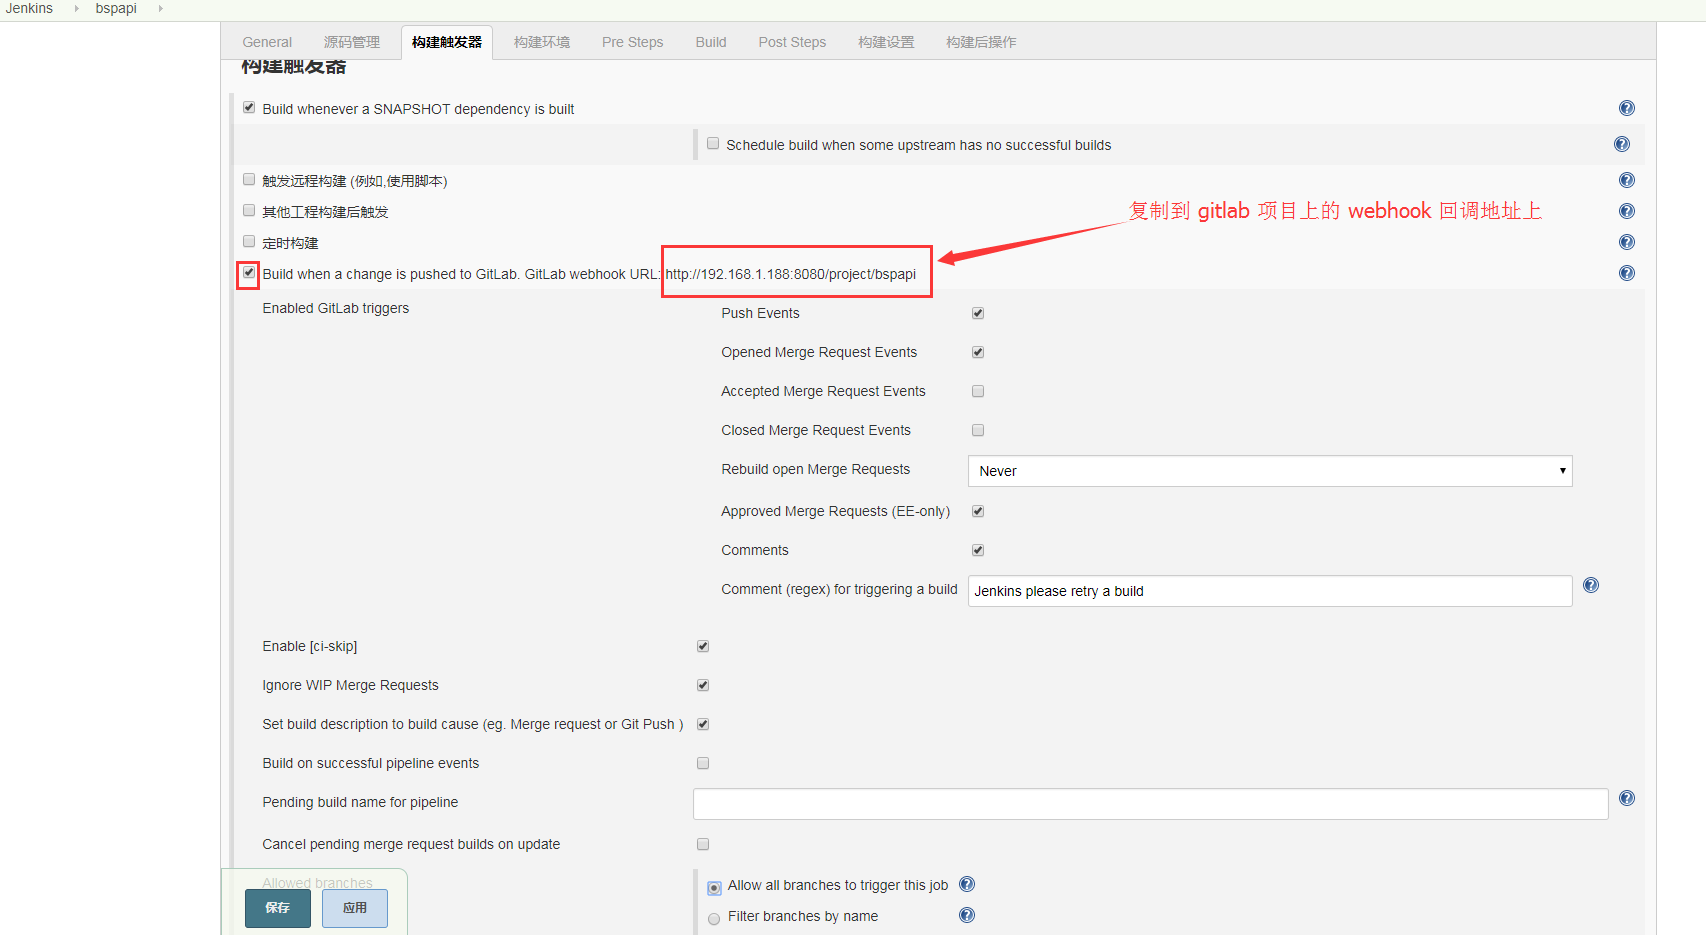 Jenkins bspapi
General 源码管理 构建触发器 构建环境 Pre Steps Build Post Steps 构建设置 构建后操作
构建触发器
Build whenever a SNAPSHOT dependency is built
Schedule build when some upstream has no successful builds
触发远程构建 (例如,使用脚本)
其他工程构建后触发
复制到 gitlab 项目上的 webhook 回调地址上
定时构建
Build when a change is pushed to GitLab. GitLab webhook URL: http://192.168.1.188:8080/project/bspapi
Enabled GitLab triggers
Push Events
Opened Merge Request Events
Accepted Merge Request Events
Closed Merge Request Events
Rebuild open Merge Requests Never
Approved Merge Requests (EE-only)
Comments
Comment (regex) for triggering a build Jenkins please retry a build
Enable [ci-skip]
Ignore WIP Merge Requests
Set build description to build cause (eg. Merge request or Git Push )
Build on successful pipeline events
Pending build name for pipeline
Cancel pending merge request builds on update
Allowed branches
Allow all branches to trigger this job
保存 应用
Filter branches by name